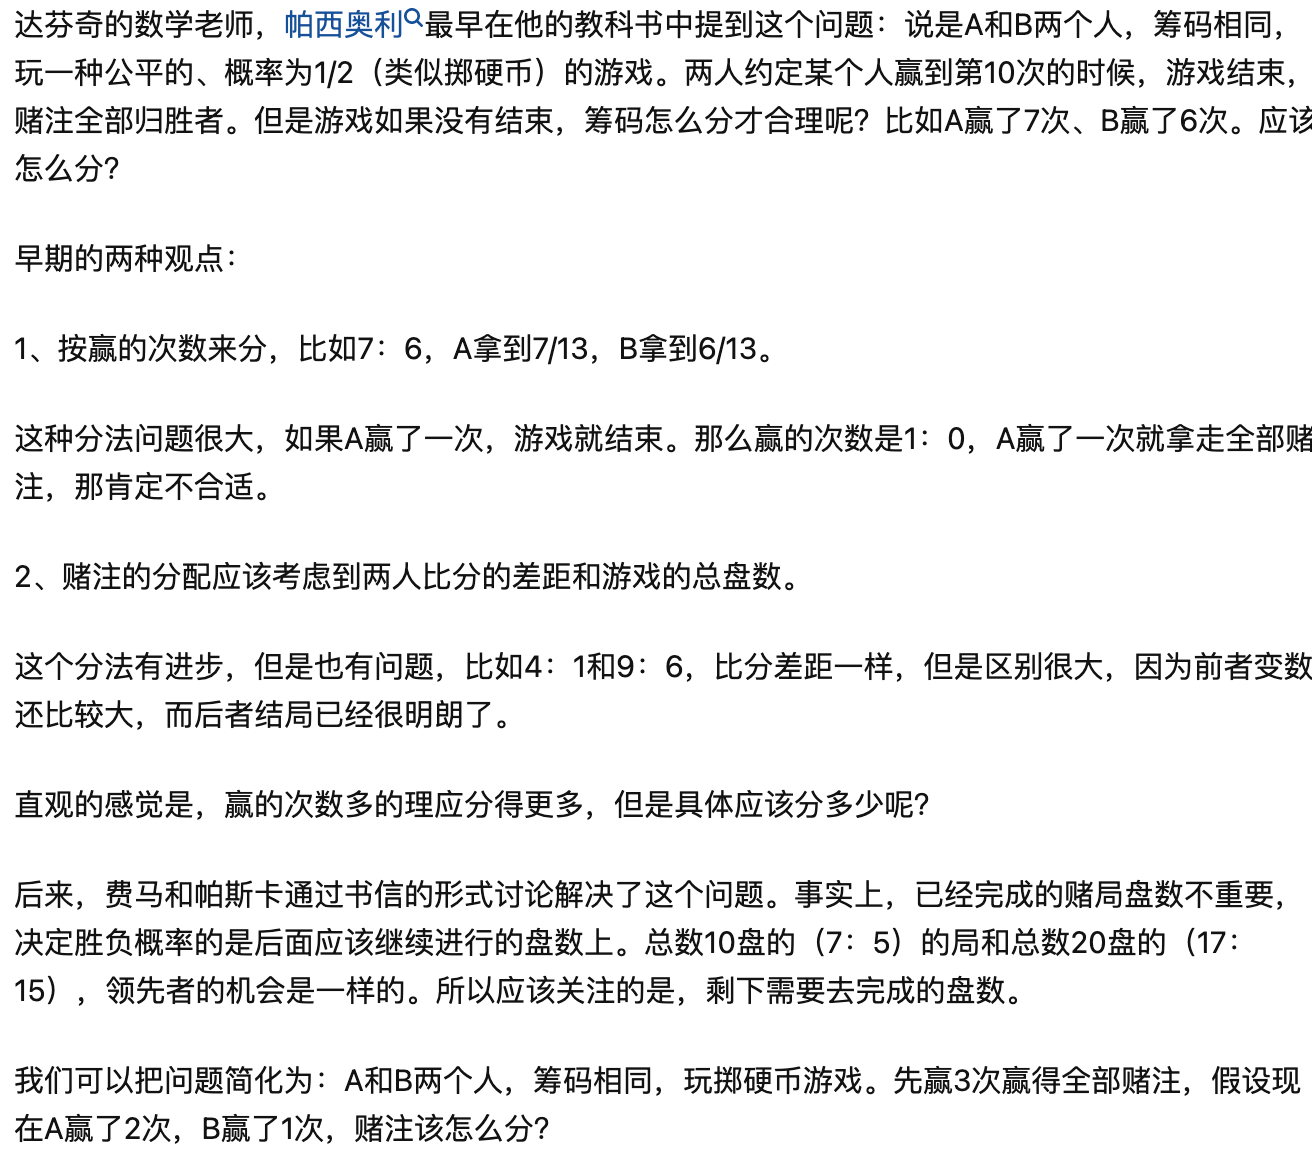 达芬奇的数学老师，帕西奥利最早在他的教科书中提到这个问题：说是A和B两个人，筹码相同，
玩一种公平的、概率为1/2（类似掷硬币）的游戏。两人约定某个人赢到第10次的时候，游戏结束，
赌注全部归胜者。但是游戏如果没有结束，筹码怎么分才合理呢？比如A赢了7次、B赢了6次。应该
怎么分？
早期的两种观点：
1、按赢的次数来分，比如7：6，A拿到7/13，B拿到6/13。
这种分法问题很大，如果A赢了一次，游戏就结束。那么赢的次数是1：0，A赢了一次就拿走全部赌
注，那肯定不合适。
2、赌注的分配应该考虑到两人比分的差距和游戏的总盘数。
这个分法有进步，但是也有问题，比如4：1和9：6，比分差距一样，但是区别很大，因为前者变数
还比较大，而后者结局已经很明朗了。
直观的感觉是，赢的次数多的理应分得更多，但是具体应该分多少呢？
后来，费马和帕斯卡通过书信的形式讨论解决了这个问题。事实上，已经完成的赌局盘数不重要，
决定胜负概率的是后面应该继续进行的盘数上。总数10盘的（7：5）的局和总数20盘的（17：
15），领先者的机会是一样的。所以应该关注的是，剩下需要去完成的盘数。
我们可以把问题简化为：A和B两个人，筹码相同，玩掷硬币游戏。先赢3次赢得全部赌注，假设现
在A赢了2次，B赢了1次，赌注该怎么分？